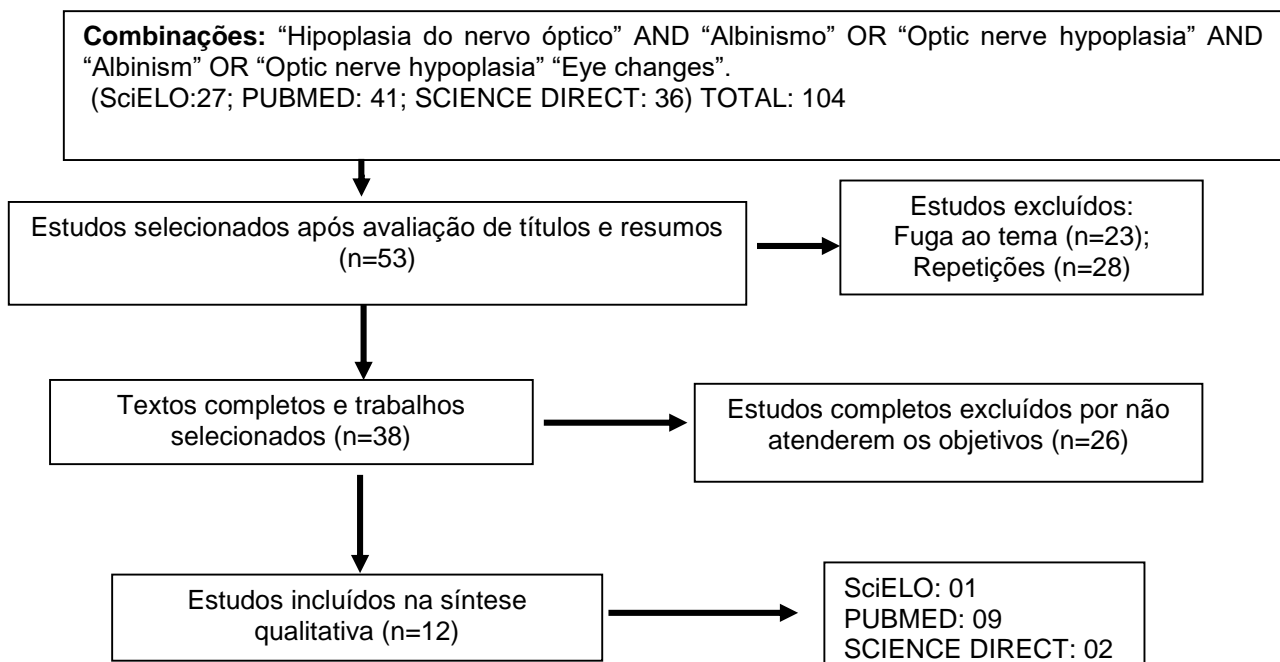 Combinações: “Hipoplasia do nervo óptico” AND “Albinismo” OR “Optic nerve hypoplasia” AND
“Albinism” OR “Optic nerve hypoplasia” “Eye changes”.
(SciELO:27; PUBMED: 41; SCIENCE DIRECT: 36) TOTAL: 104
Estudos selecionados após avaliação de títulos e resumos
(n=53)
Estudos excluídos:
Fuga ao tema (n=23);
Repetições (n=28)
Textos completos e trabalhos
selecionados (n=38)
Estudos completos excluídos por não
atenderem os objetivos (n=26)
Estudos incluídos na síntese
qualitativa (n=12)
SciELO: 01
PUBMED: 09
SCIENCE DIRECT: 02